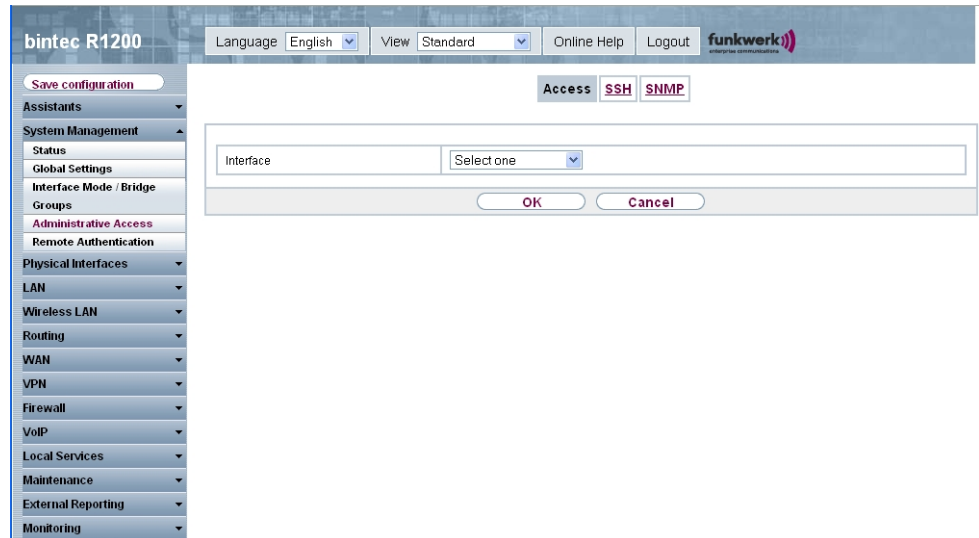 bintec R1200
Language English View Standard Online Help Logout funkwerk
enterprise communications
Save configuration
Assistants
System Management
Status
Global Settings
Interface Mode / Bridge
Groups
Administrative Access
Remote Authentication
Physical Interfaces
LAN
Wireless LAN
Routing
WAN
VPN
Firewall
VoIP
Local Services
Maintenance
External Reporting
Monitoring
Access SSH SNMP
Interface Select one
OK Cancel